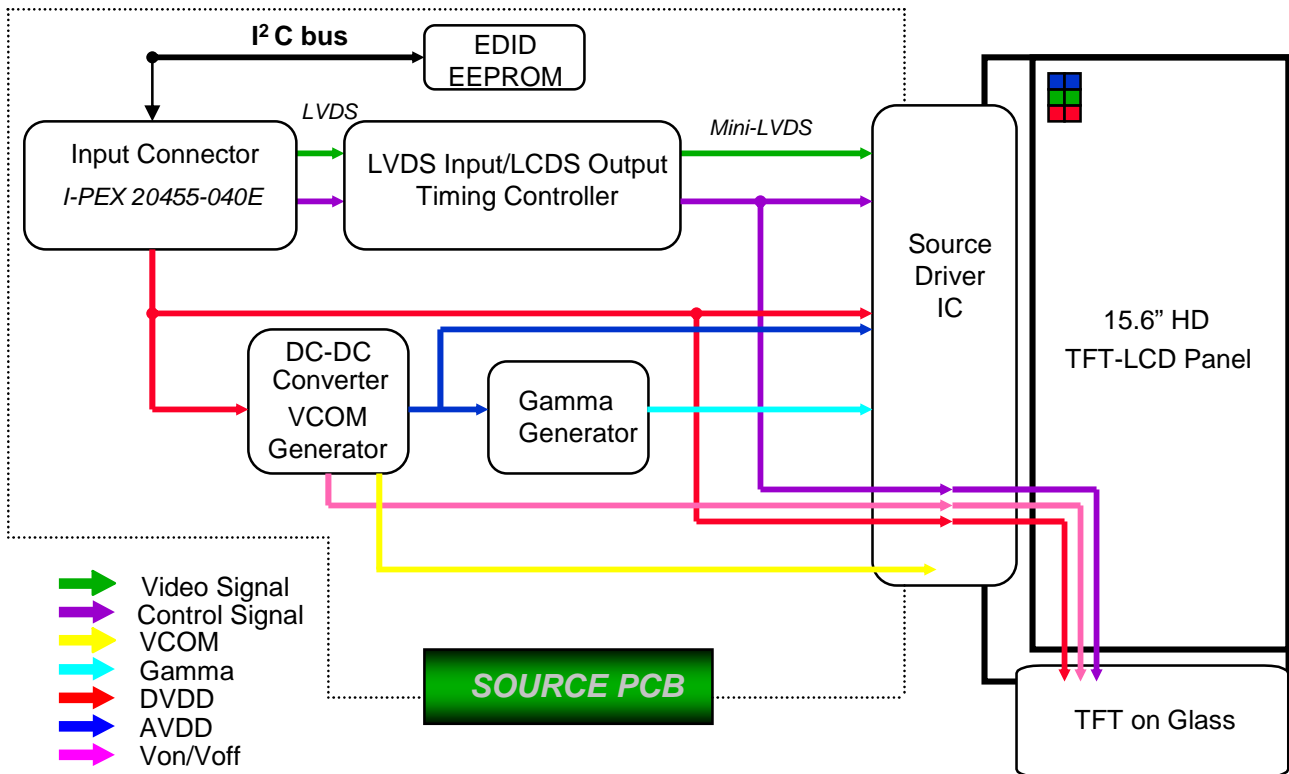 I² C bus
EDID
EEPROM
LVDS
Mini-LVDS
Input Connector
I-PEX 20455-040E
LVDS Input/LCDS Output
Timing Controller
Source
Driver
IC
15.6” HD
TFT-LCD Panel
DC-DC
Converter
VCOM
Generator
Gamma
Generator
Video Signal
Control Signal
VCOM
Gamma
DVDD
AVDD
Von/Voff
SOURCE PCB
TFT on Glass